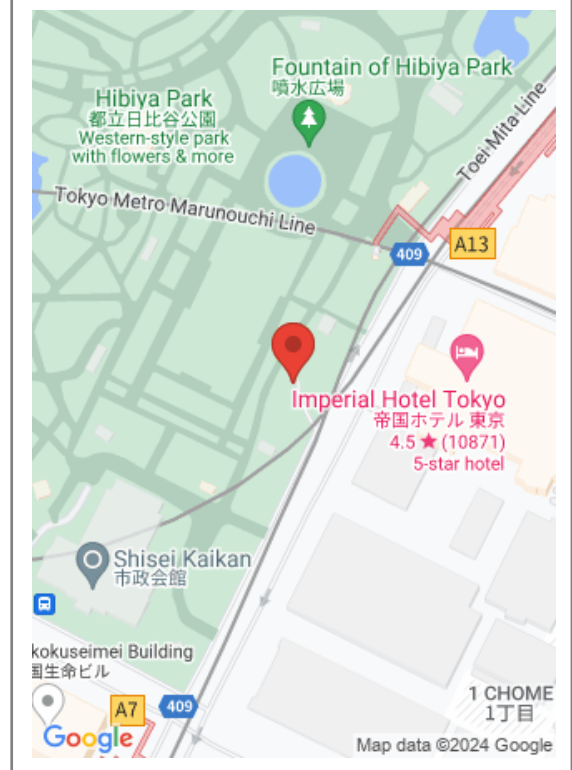 Fountain of Hibiya Park
噴水広場
Hibiya Park
都立日比谷公園
Western-style park
with flowers & more
Toei Mita Line
Tokyo Metro Marunouchi Line
409
A13
Imperial Hotel Tokyo
帝国ホテル 東京
4.5 ★ (10871)
5-star hotel
Shisei Kaikan
市政会館
kokuseimei Building
国生命ビル
1 CHOME
1丁目
A7
409
Google
Map data ©2024 Google